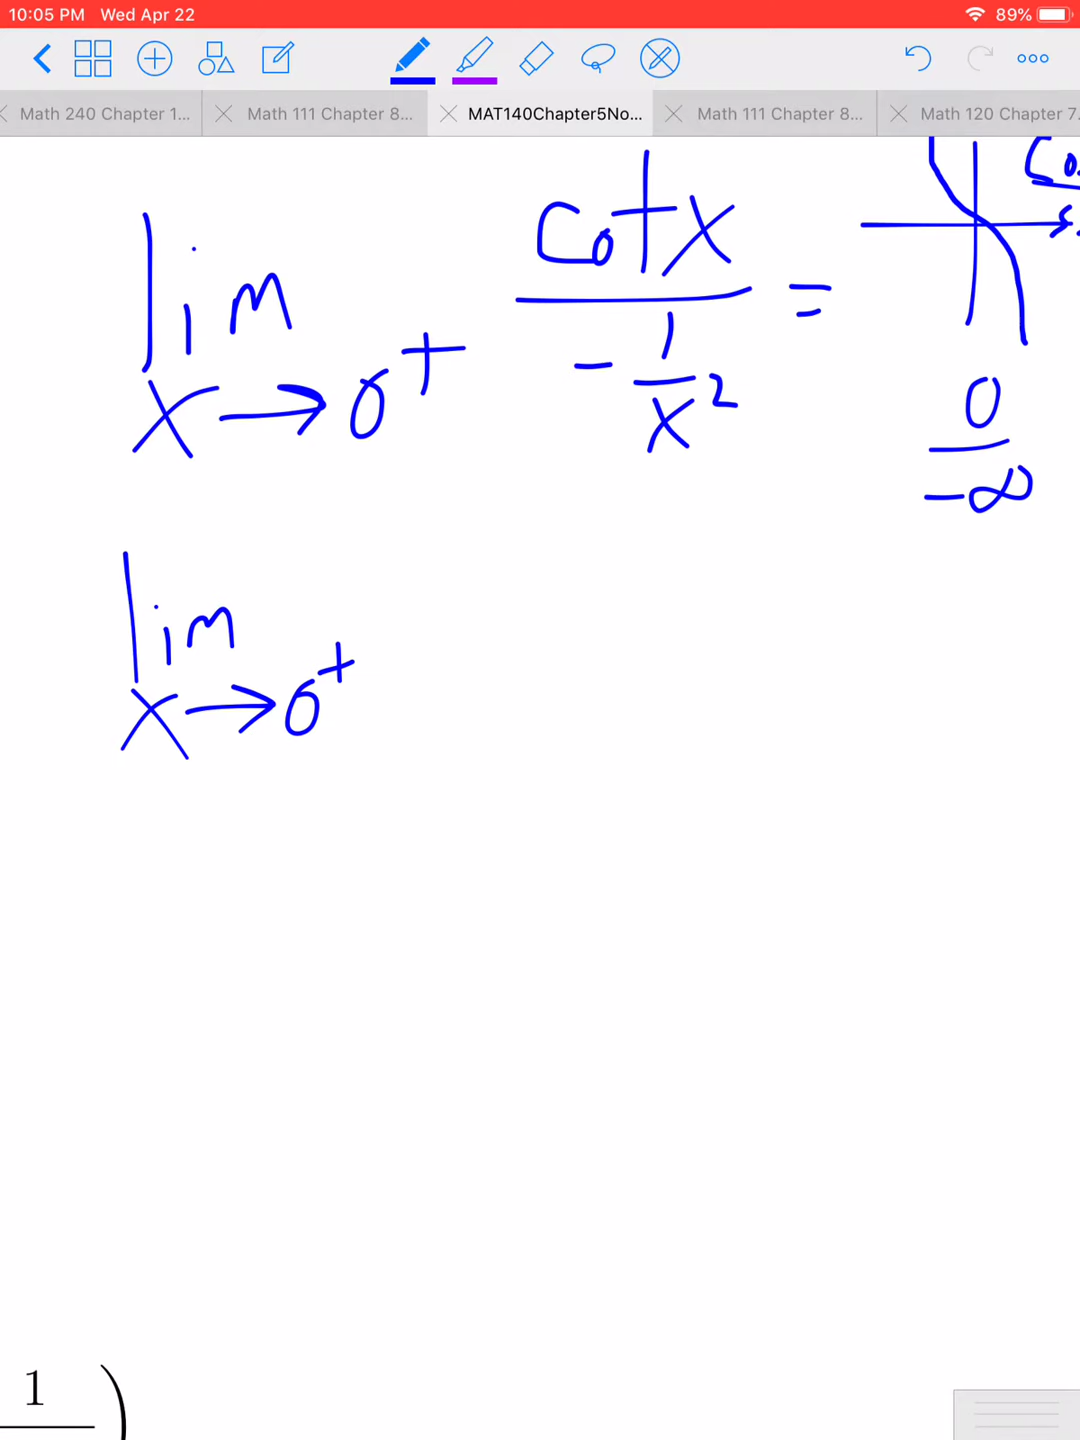 10:05 PM Wed Apr 22 89%
Math 240 Chapter 1... Math 111 Chapter 8... MAT140Chapter5No... Math 111 Chapter 8... Math 120 Chapter 7.
lim x→0⁺ cot x / -1/x² =
0/-∞
lim x→0⁺
1 )